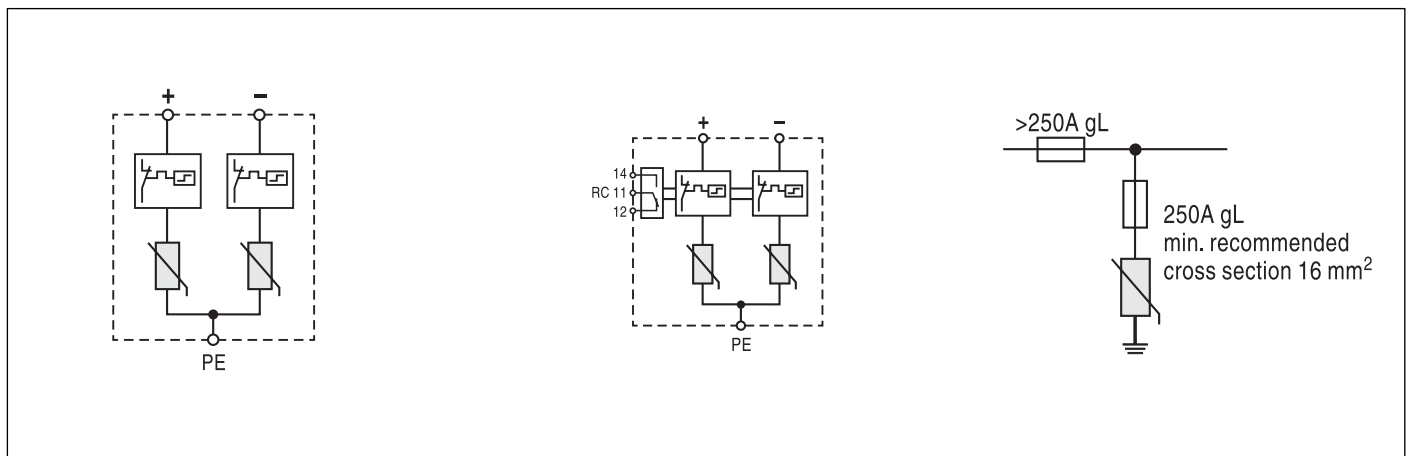 + −
PE
+ −
14
RC 11
12
PE
>250A gL
250A gL
min. recommended
cross section 16 mm²